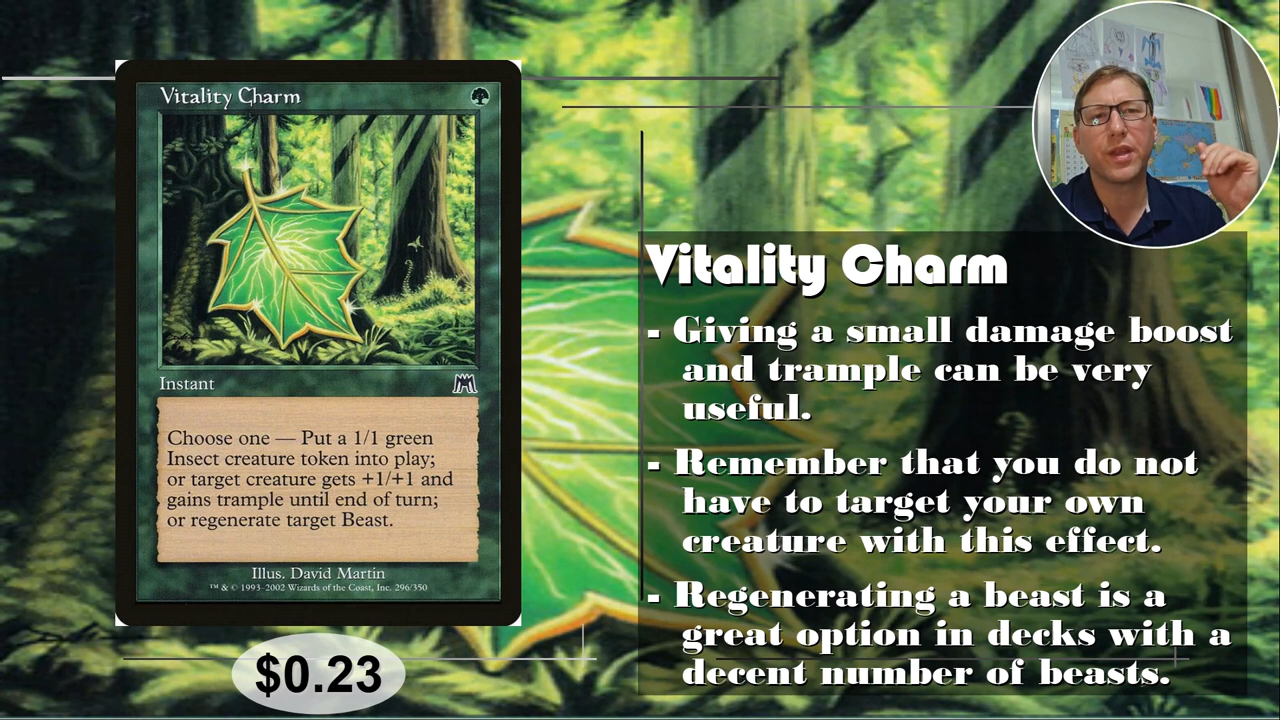 Vitality Charm
Instant
Choose one — Put a 1/1 green
Insect creature token into play;
or target creature gets +1/+1 and
gains trample until end of turn;
or regenerate target Beast.
Illus. David Martin
™ & © 1993–2002 Wizards of the Coast, Inc. 296/350
$0.23
Vitality Charm
- Giving a small damage boost
and trample can be very
useful.
- Remember that you do not
have to target your own
creature with this effect.
- Regenerating a beast is a
great option in decks with a
decent number of beasts.